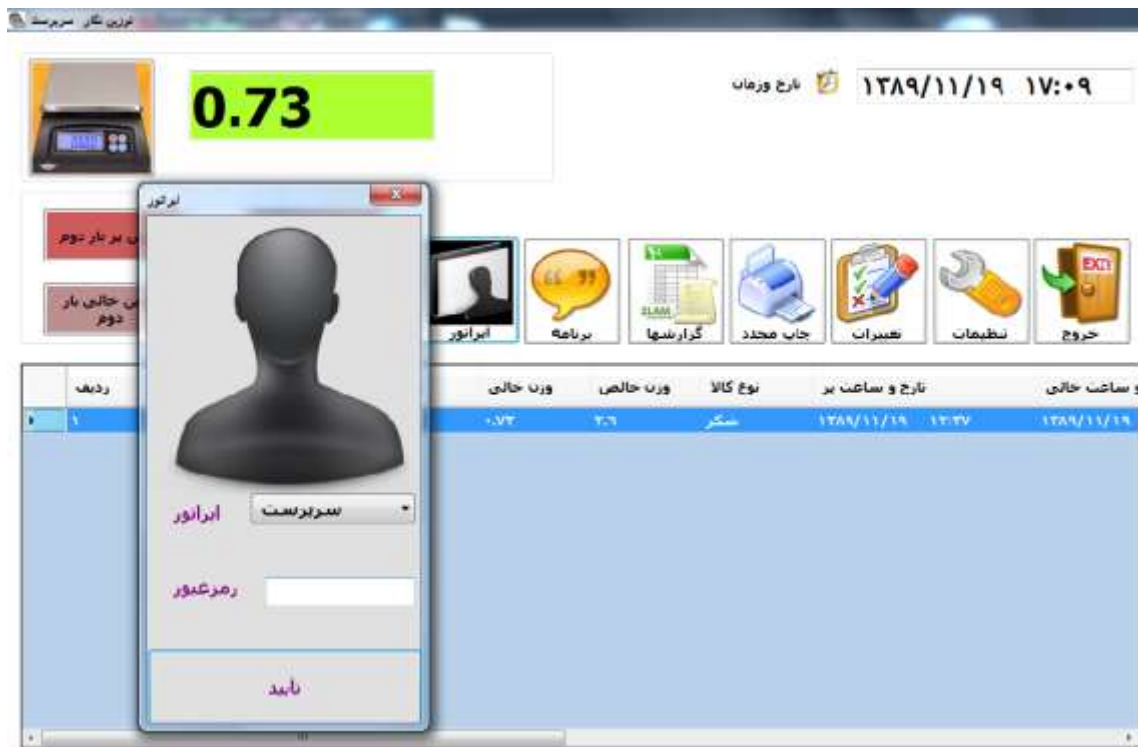 توزین نگار سرپرست
0.73
تارخ وزمان
۱۳۸۹/۱۱/۱۹ ۱۷:۰۹
اپراتور
بر بار دوم
خالی بار
دوم
اپراتور
برنامه
گزارشها
چاپ مجدد
تغییرات
تنظیمات
خروج
EXIT
ردیف
وزن خالی
وزن خالص
نوع کالا
تارخ و ساعت پر
و ساعت خالی
۱
۰.۷۳
۲.۶
شکر
۱۳۸۹/۱۱/۱۹ ۱۲:۳۷
۱۳۸۹/۱۱/۱۹
اپراتور
سرپرست
رمزعبور
تأیید